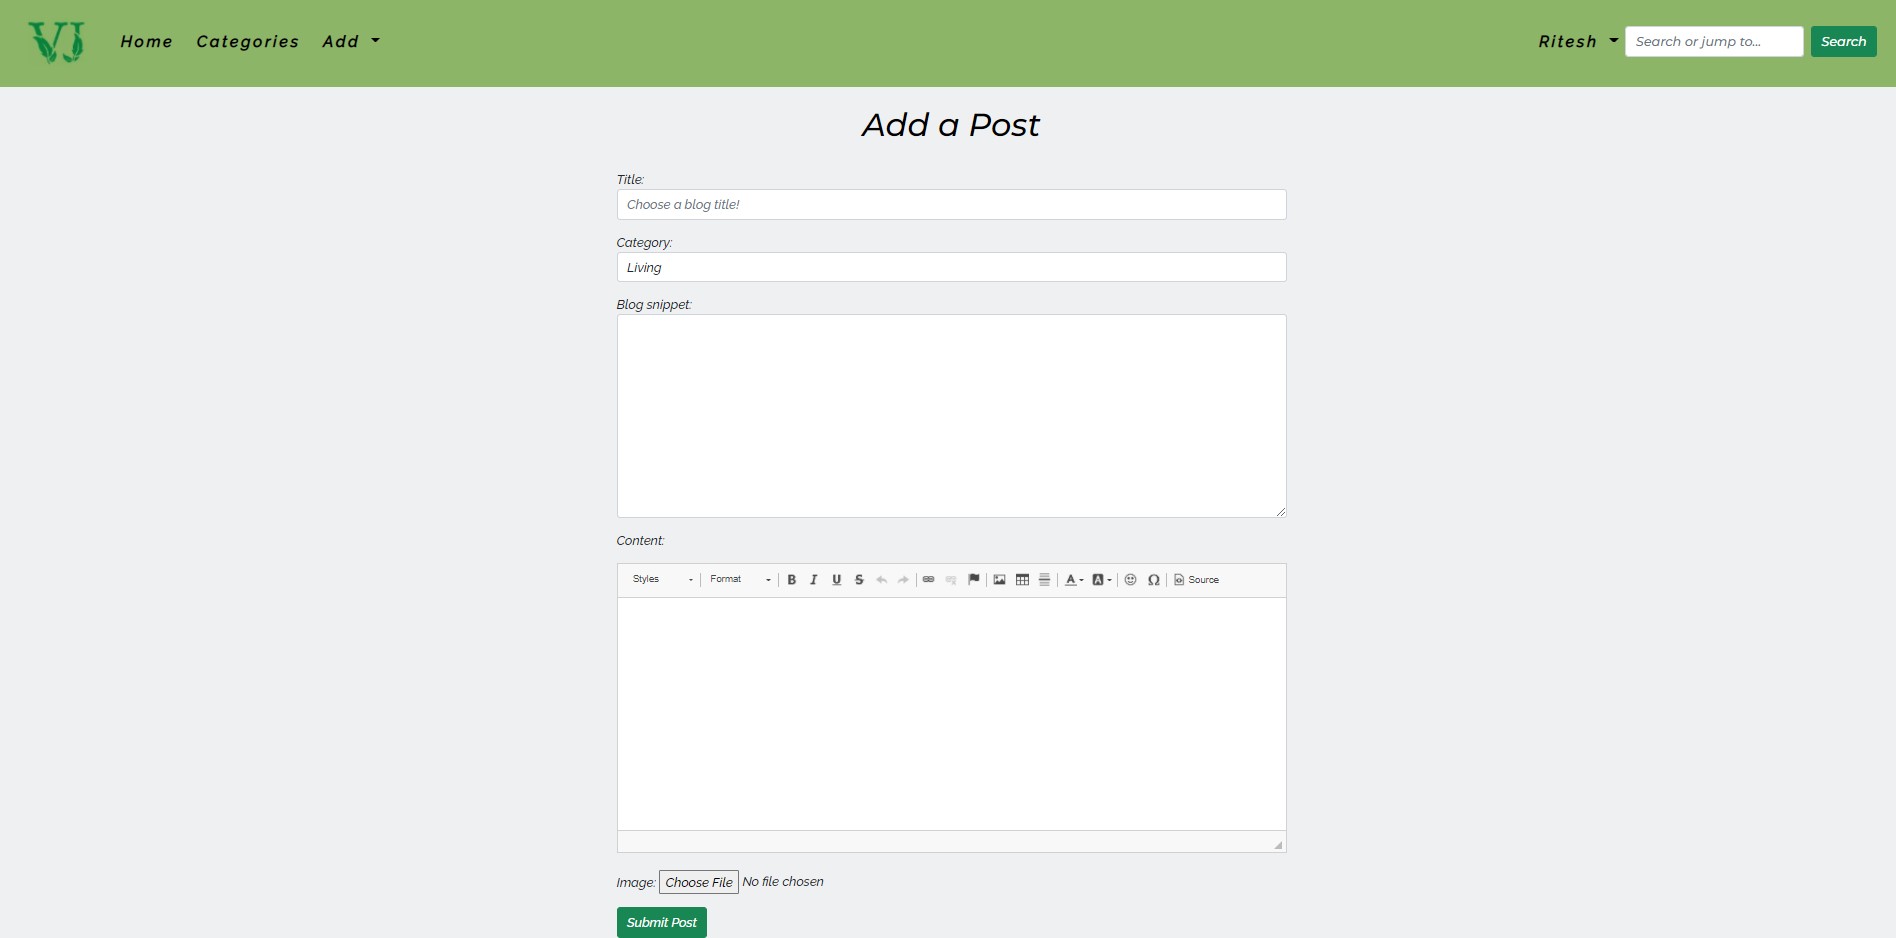 VJ Home Categories Add Ritesh Search or jump to... Search
Add a Post
Title:
Choose a blog title!
Category:
Living
Blog snippet:
Content:
Styles Format B I U S A A Ω Source
Image: Choose File No file chosen
Submit Post